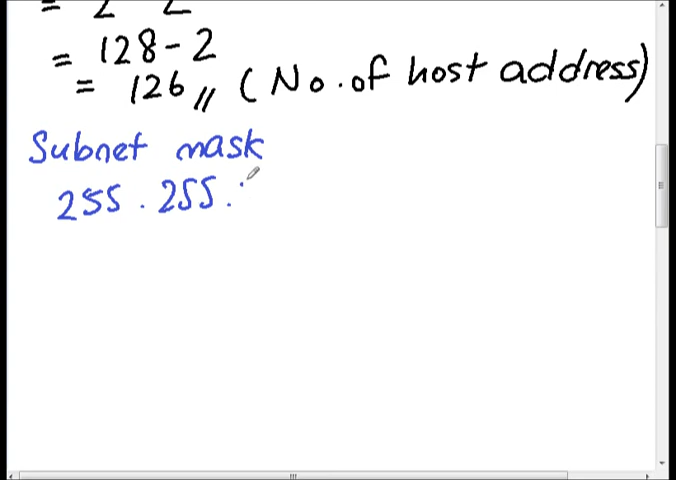 = 128 - 2
= 126 // (No. of host address)
Subnet mask
255 . 255 .